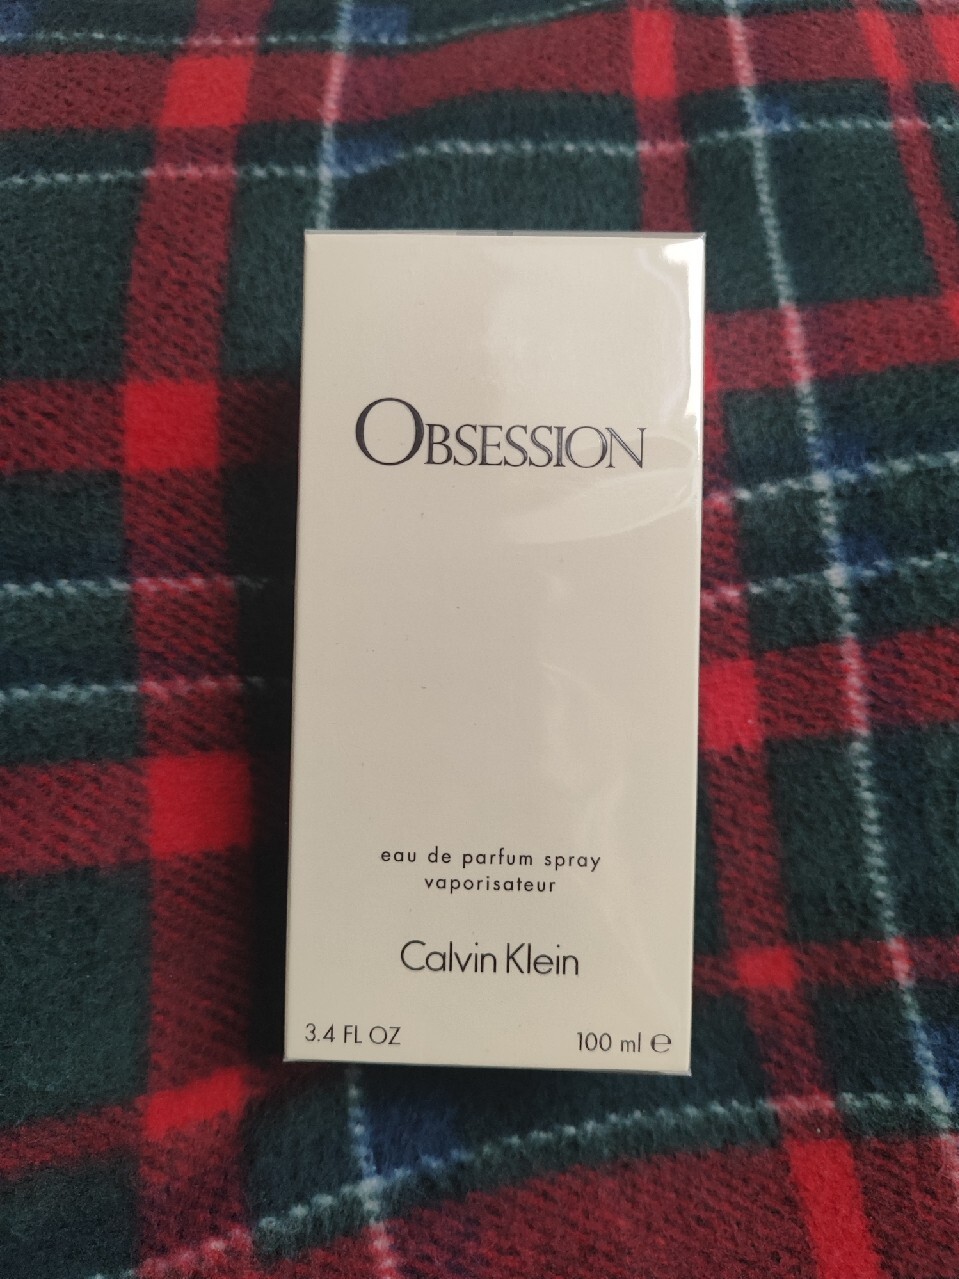 OBSESSION
eau de parfum spray
vaporisateur
Calvin Klein
3.4 FL OZ 100 ml ℮